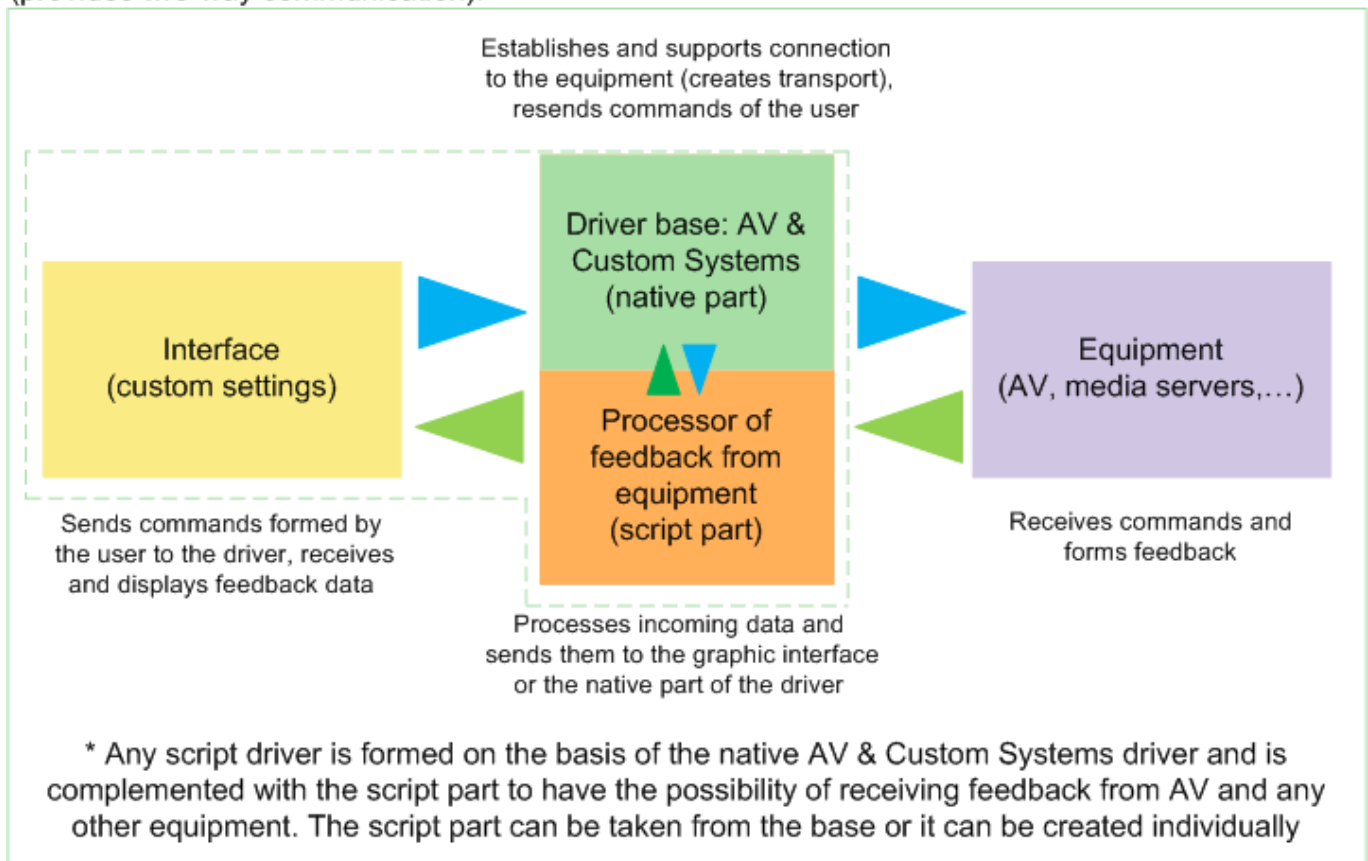 (provides two-way communication).
Establishes and supports connection
to the equipment (creates transport),
resends commands of the user
Driver base: AV &
Custom Systems
(native part)
Interface
(custom settings)
Equipment
(AV, media servers,...)
Processor of
feedback from
equipment
(script part)
Sends commands formed by
the user to the driver, receives
and displays feedback data
Receives commands and
forms feedback
Processes incoming data and
sends them to the graphic interface
or the native part of the driver
* Any script driver is formed on the basis of the native AV & Custom Systems driver and is
complemented with the script part to have the possibility of receiving feedback from AV and any
other equipment. The script part can be taken from the base or it can be created individually